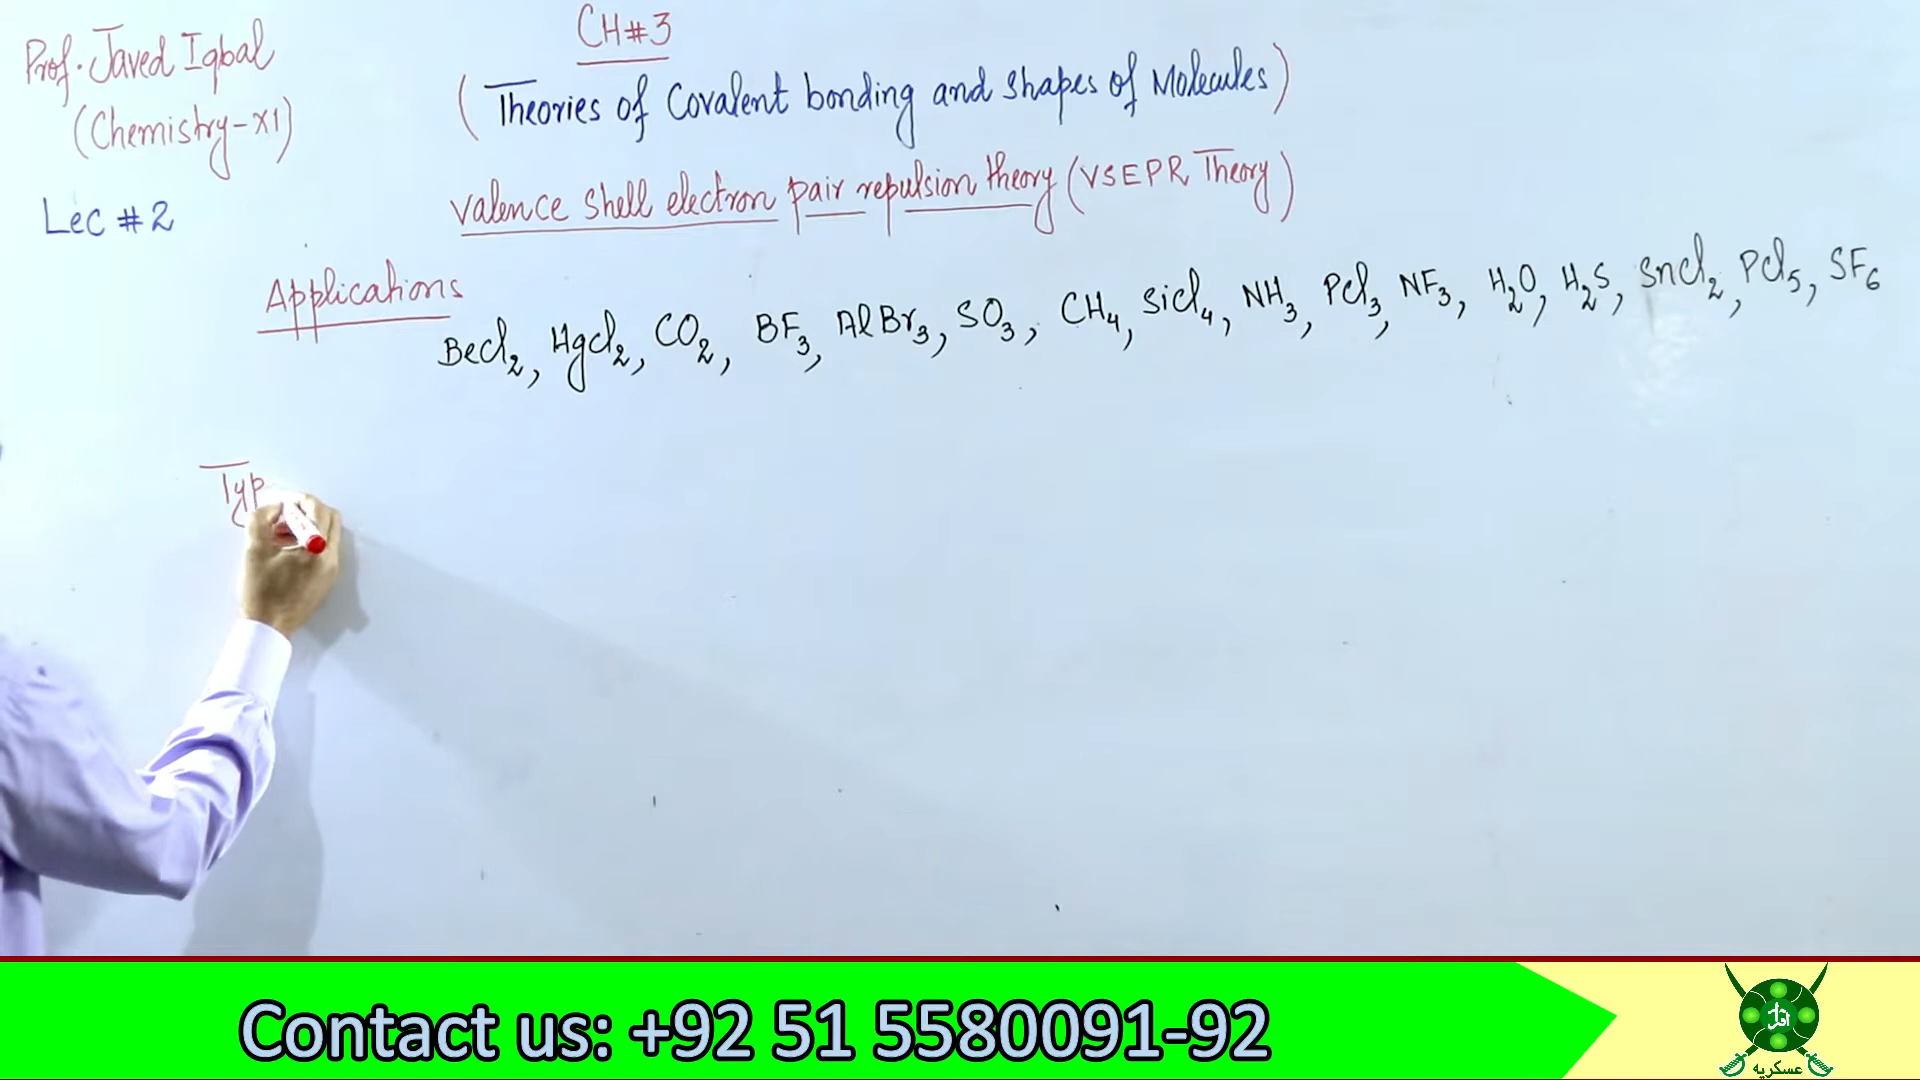 Prof. Javed Iqbal
(Chemistry-XI)
Lec # 2
CH#3
(Theories of Covalent bonding and shapes of Molecules)
Valence shell electron pair repulsion theory (VSEPR Theory)
Applications
BeCl2, HgCl2, CO2, BF3, AlBr3, SO3, CH4, SiCl4, NH3, PCl3, NF3, H2O, H2S, SnCl2, PCl5, SF6
Typ
Contact us: +92 51 5580091-92
اقرأ
عسکریہ